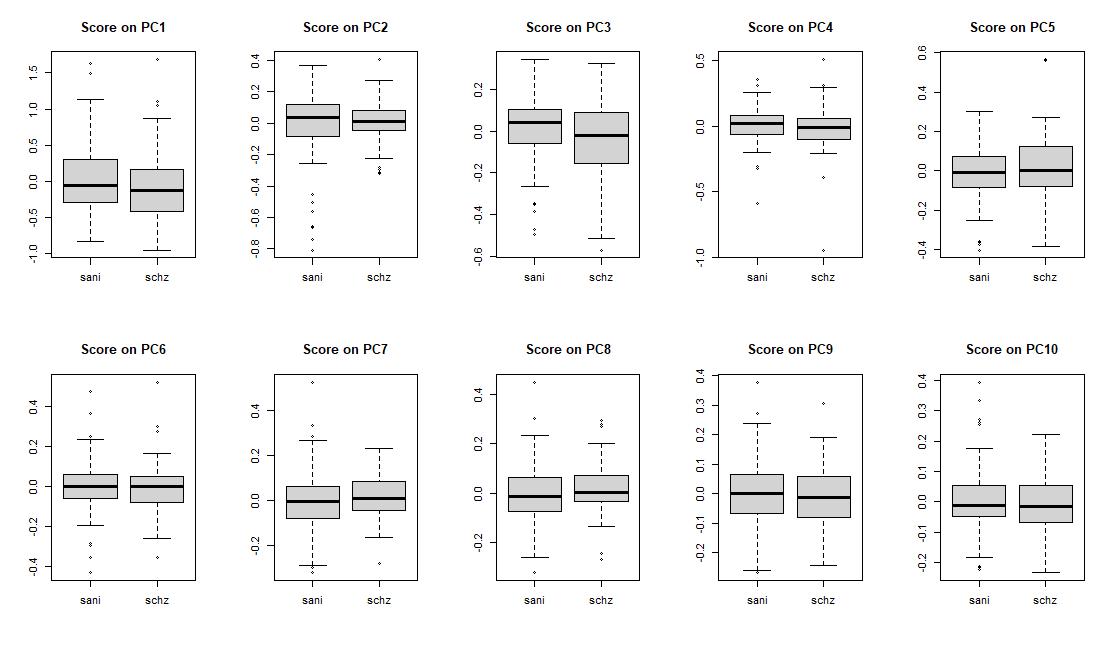 Score on PC1
1.5
1.0
0.5
0.0
-0.5
-1.0
sani schz
Score on PC2
0.4
0.2
0.0
-0.2
-0.4
-0.6
-0.8
sani schz
Score on PC3
0.2
0.0
-0.2
-0.4
-0.6
sani schz
Score on PC4
0.5
0.0
-0.5
-1.0
sani schz
Score on PC5
0.6
0.4
0.2
0.0
-0.2
-0.4
sani schz
Score on PC6
0.4
0.2
0.0
-0.2
-0.4
sani schz
Score on PC7
0.4
0.2
0.0
-0.2
sani schz
Score on PC8
0.4
0.2
0.0
-0.2
sani schz
Score on PC9
0.4
0.3
0.2
0.1
0.0
-0.1
-0.2
sani schz
Score on PC10
0.4
0.3
0.2
0.1
0.0
-0.1
-0.2
sani schz